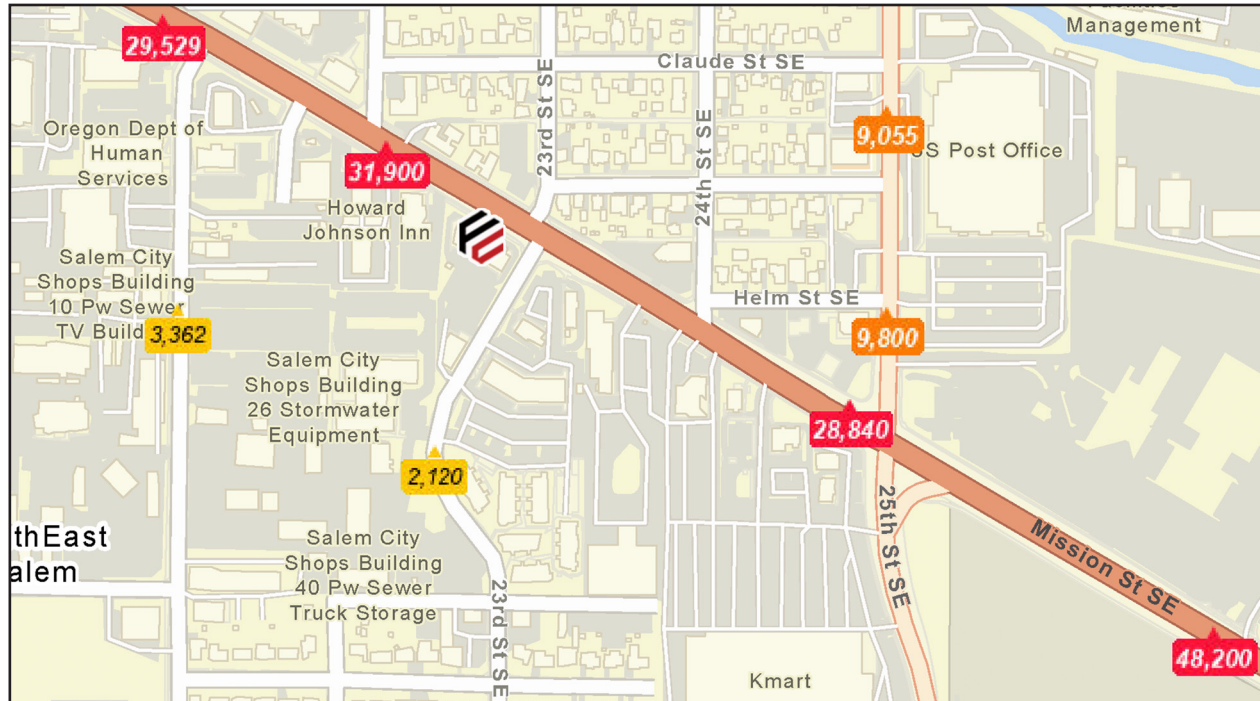 Management
29,529
Claude St SE
23rd St SE
24th St SE
9,055
US Post Office
Oregon Dept of
Human
Services
31,900
Howard
Johnson Inn
Salem City
Shops Building
10 Pw Sewer
TV Build
3,362
Helm St SE
9,800
Salem City
Shops Building
26 Stormwater
Equipment
28,840
2,120
25th St SE
Mission St SE
thEast
alem
Salem City
Shops Building
40 Pw Sewer
Truck Storage
23rd St SE
48,200
Kmart